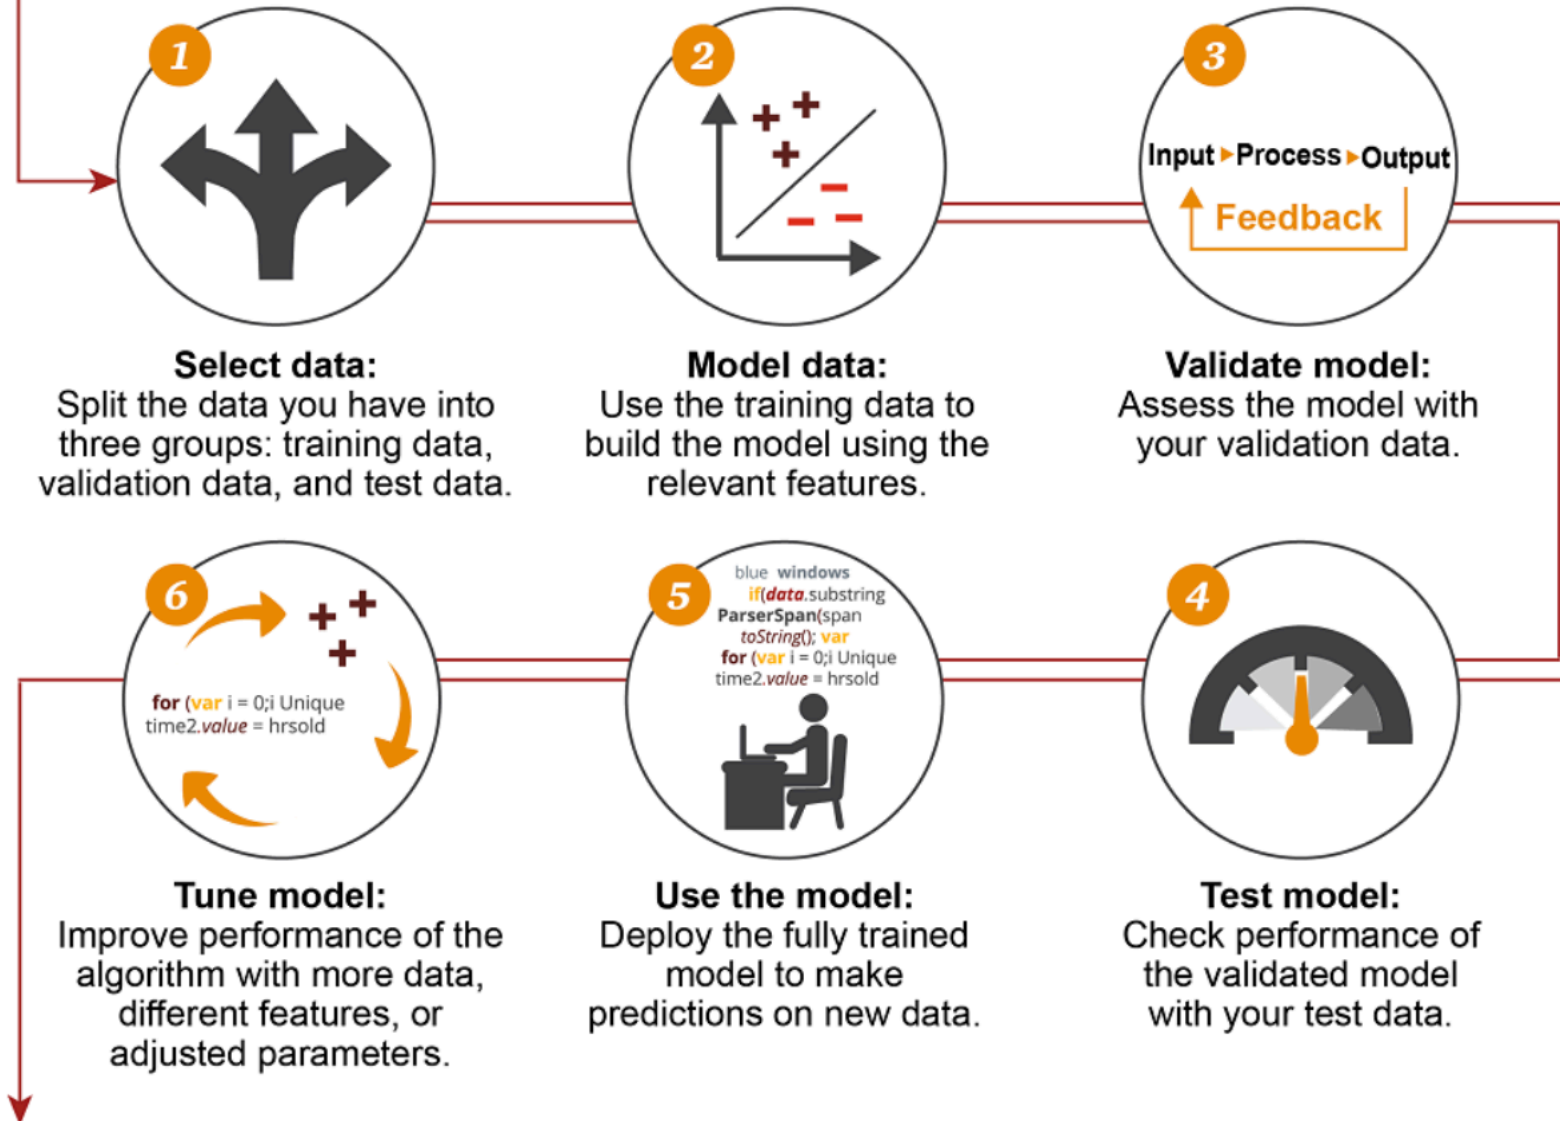 1
Select data:
Split the data you have into
three groups: training data,
validation data, and test data.
2
Model data:
Use the training data to
build the model using the
relevant features.
3
Input Process Output
Feedback
Validate model:
Assess the model with
your validation data.
4
Test model:
Check performance of
the validated model
with your test data.
5
blue windows
if(data.substring
ParserSpan(span
toString(); var
for (var i = 0;i Unique
time2.value = hrsold
Use the model:
Deploy the fully trained
model to make
predictions on new data.
6
for (var i = 0;i Unique
time2.value = hrsold
Tune model:
Improve performance of the
algorithm with more data,
different features, or
adjusted parameters.